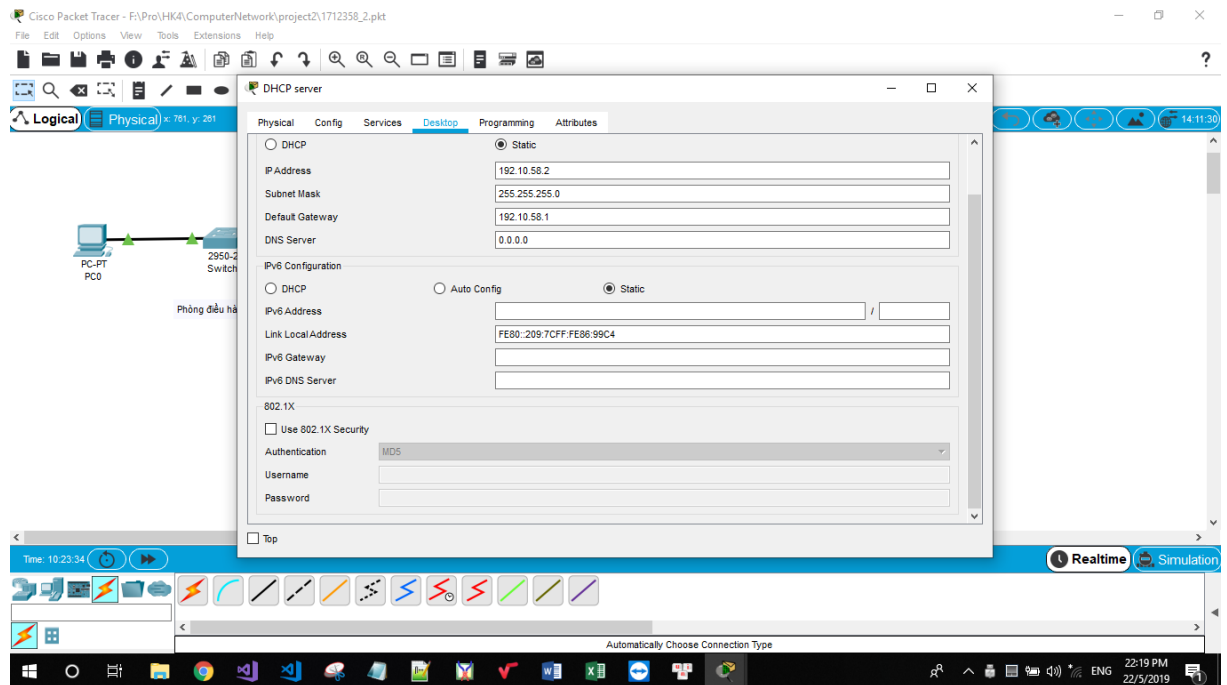 Cisco Packet Tracer - F:\Pro\HK4\ComputerNetwork\project2\1712358_2.pkt
File Edit Options View Tools Extensions Help
?
DHCP server
Logical Physical x: 761, y: 261
14:11:30
Physical Config Services Desktop Programming Attributes
DHCP Static
IP Address 192.10.58.2
Subnet Mask 255.255.255.0
Default Gateway 192.10.58.1
DNS Server 0.0.0.0
IPv6 Configuration
DHCP Auto Config Static
IPv6 Address /
Link Local Address FE80::209:7CFF:FE86:99C4
IPv6 Gateway
IPv6 DNS Server
802.1X
Use 802.1X Security
Authentication MD5
Username
Password
Top
PC-PT
PC0
2950-2
Switch
Phòng điều hà
Time: 10:23:34
Realtime Simulation
Automatically Choose Connection Type
ENG
22:19 PM
22/5/2019